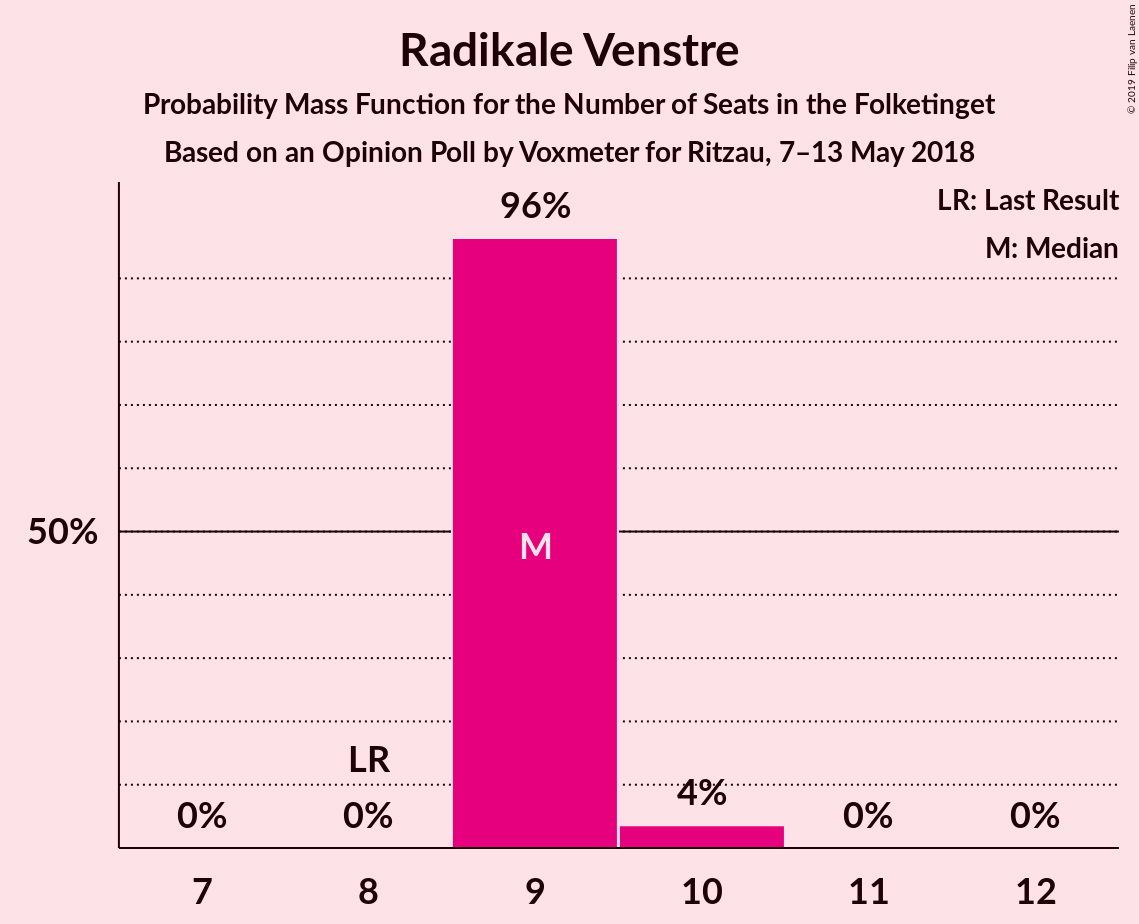 Radikale Venstre
Probability Mass Function for the Number of Seats in the Folketinget
Based on an Opinion Poll by Voxmeter for Ritzau, 7–13 May 2018
© 2019 Filip van Laenen
LR: Last Result
M: Median
96%
50%
M
LR
0%
0%
4%
0%
0%
7
8
9
10
11
12